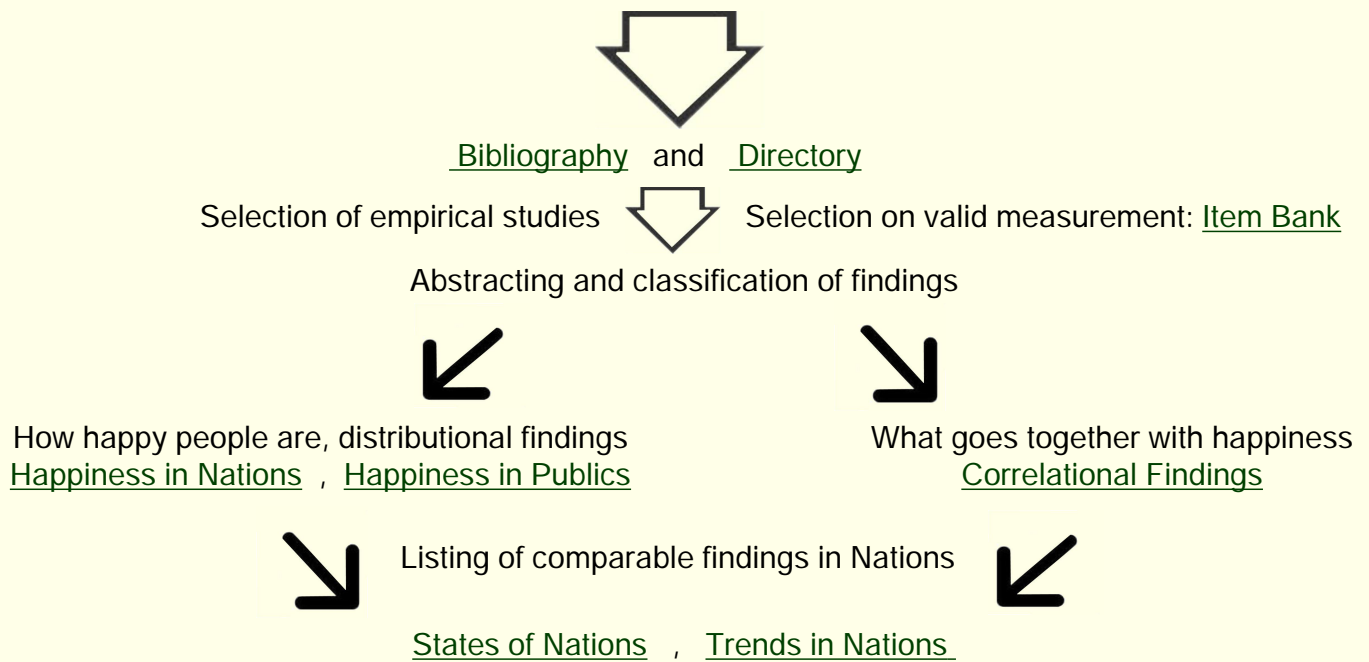 Bibliography and Directory
Selection of empirical studies Selection on valid measurement: Item Bank
Abstracting and classification of findings
How happy people are, distributional findings What goes together with happiness
Happiness in Nations , Happiness in Publics Correlational Findings
Listing of comparable findings in Nations
States of Nations , Trends in Nations